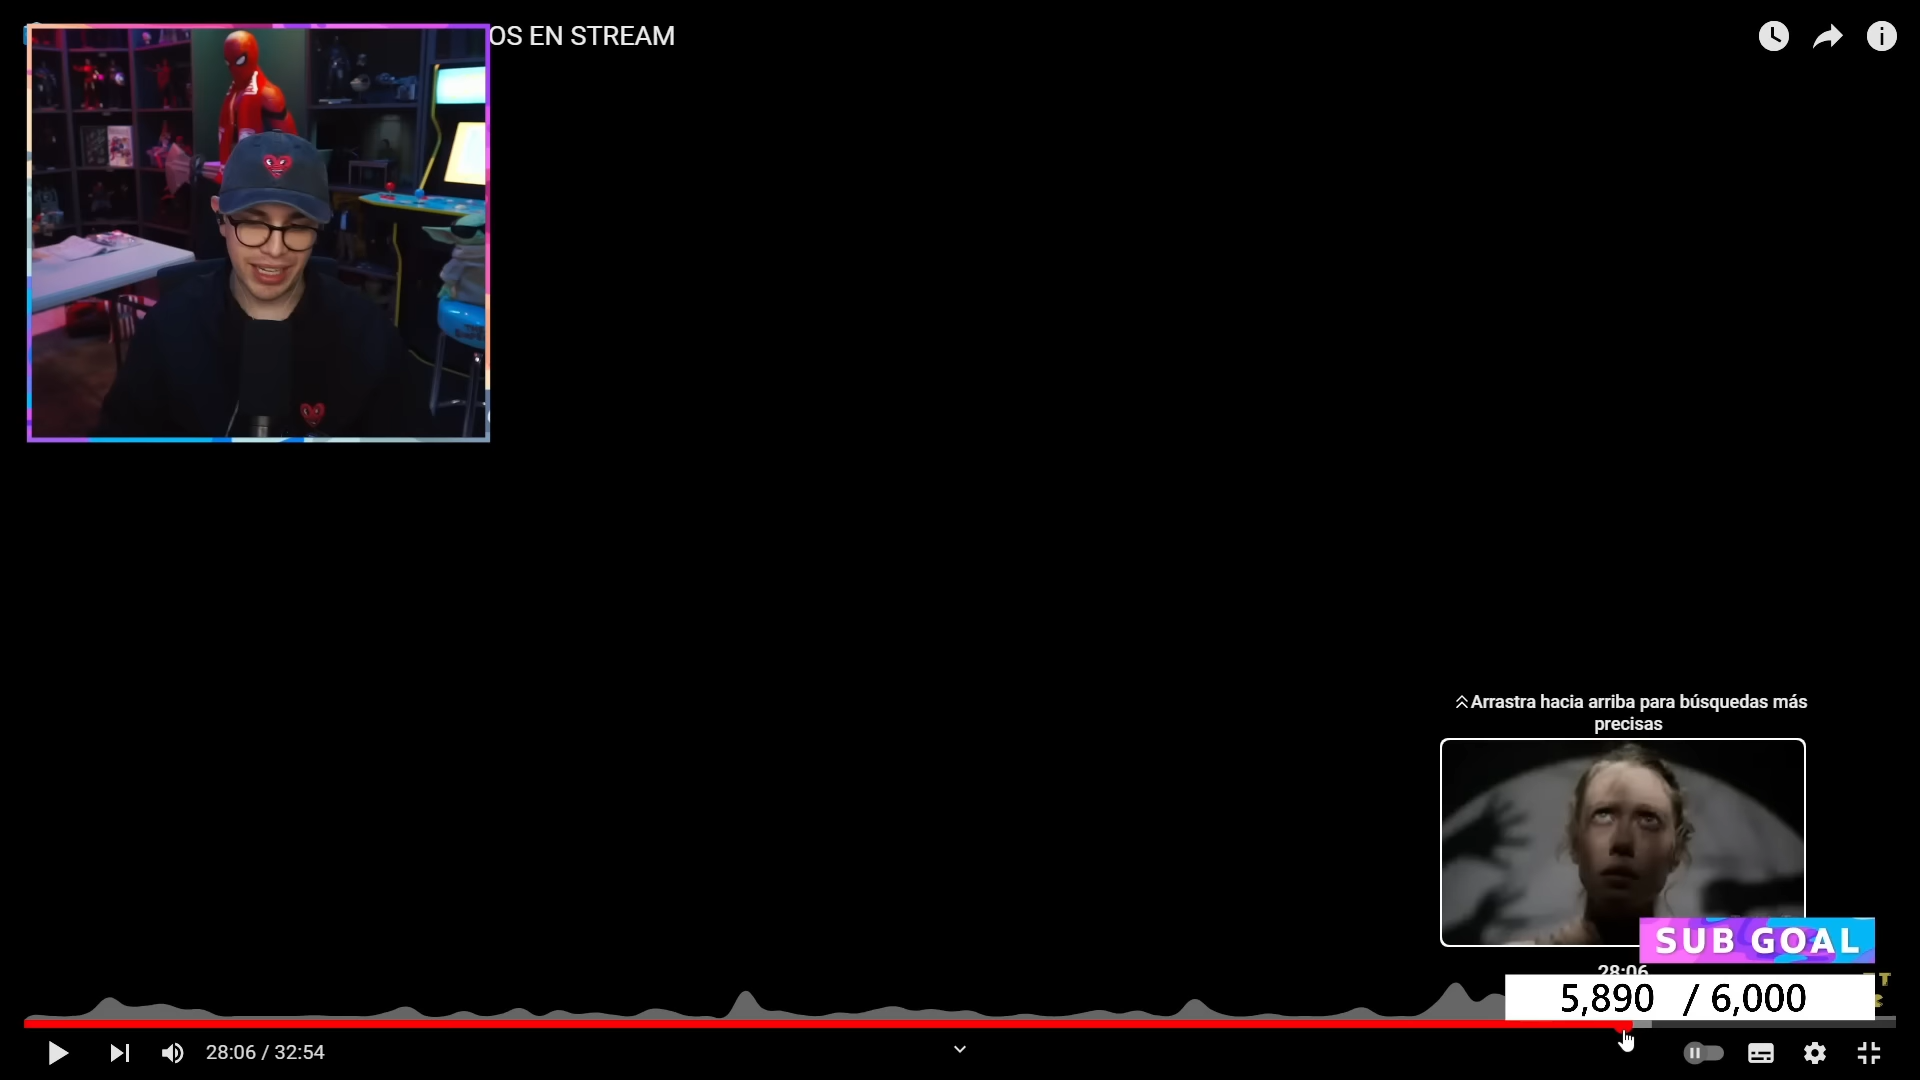 OS EN STREAM
Arrastra hacia arriba para búsquedas más
precisas
SUB GOAL
28:06
5,890 / 6,000
28:06 / 32:54